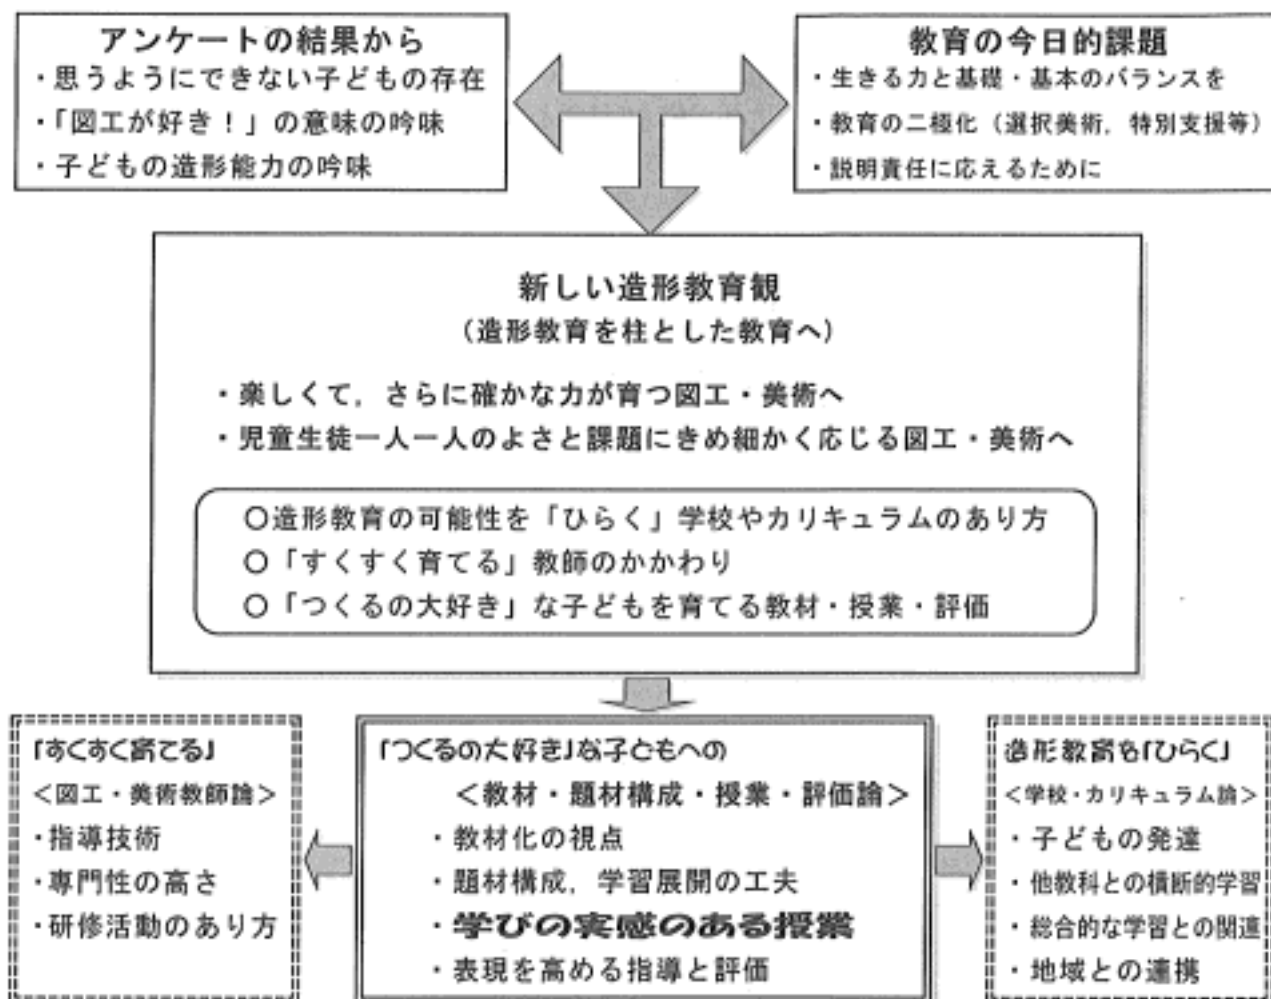 アンケートの結果から
・思うようにできない子どもの存在
・「図工が好き！」の意味の吟味
・子どもの造形能力の吟味
教育の今日的課題
・生きる力と基礎・基本のバランスを
・教育の二極化（選択美術，特別支援等）
・説明責任に応えるために
新しい造形教育観
（造形教育を柱とした教育へ）
・楽しくて，さらに確かな力が育つ図工・美術へ
・児童生徒一人一人のよさと課題にきめ細かく応じる図工・美術へ
○造形教育の可能性を「ひらく」学校やカリキュラムのあり方
○「すくすく育てる」教師のかかわり
○「つくるの大好き」な子どもを育てる教材・授業・評価
「すくすく育てる」
＜図工・美術教師論＞
・指導技術
・専門性の高さ
・研修活動のあり方
「つくるの大好き」な子どもへの
＜教材・題材構成・授業・評価論＞
・教材化の視点
・題材構成，学習展開の工夫
・学びの実感のある授業
・表現を高める指導と評価
造形教育を「ひらく」
＜学校・カリキュラム論＞
・子どもの発達
・他教科との横断的学習
・総合的な学習との関連
・地域との連携